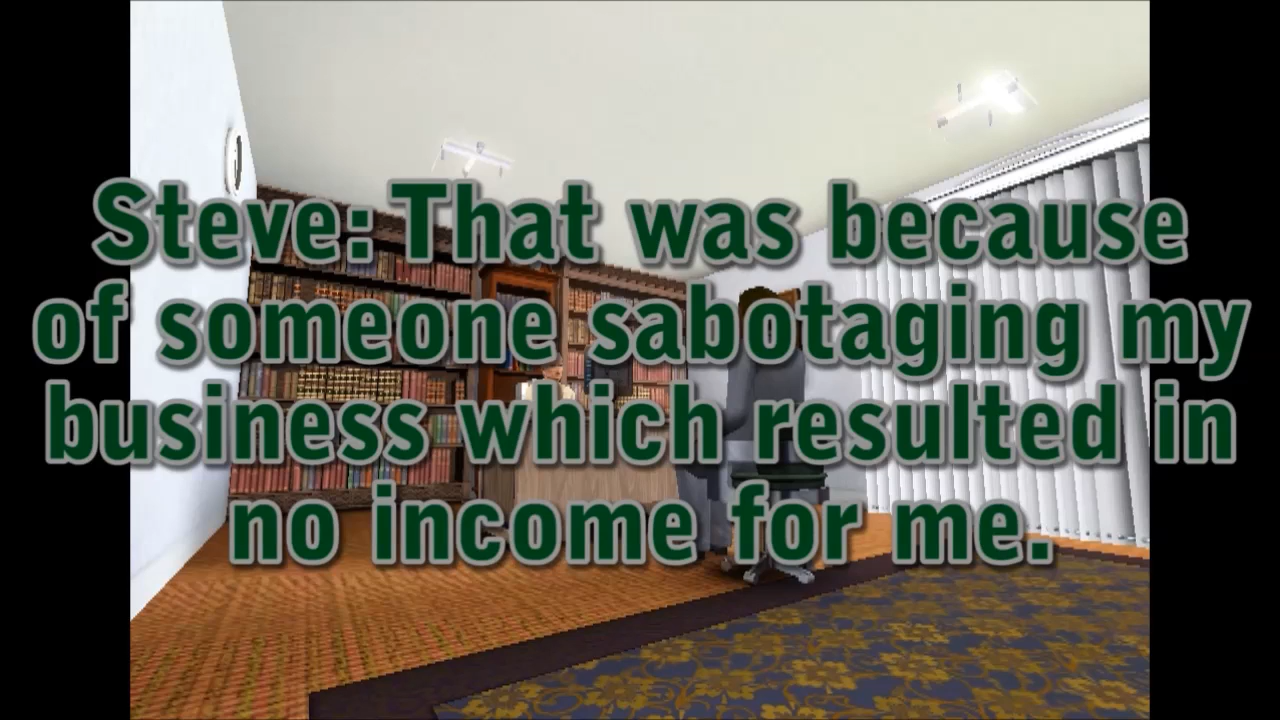 Steve: That was because
of someone sabotaging my
business which resulted in
no income for me.